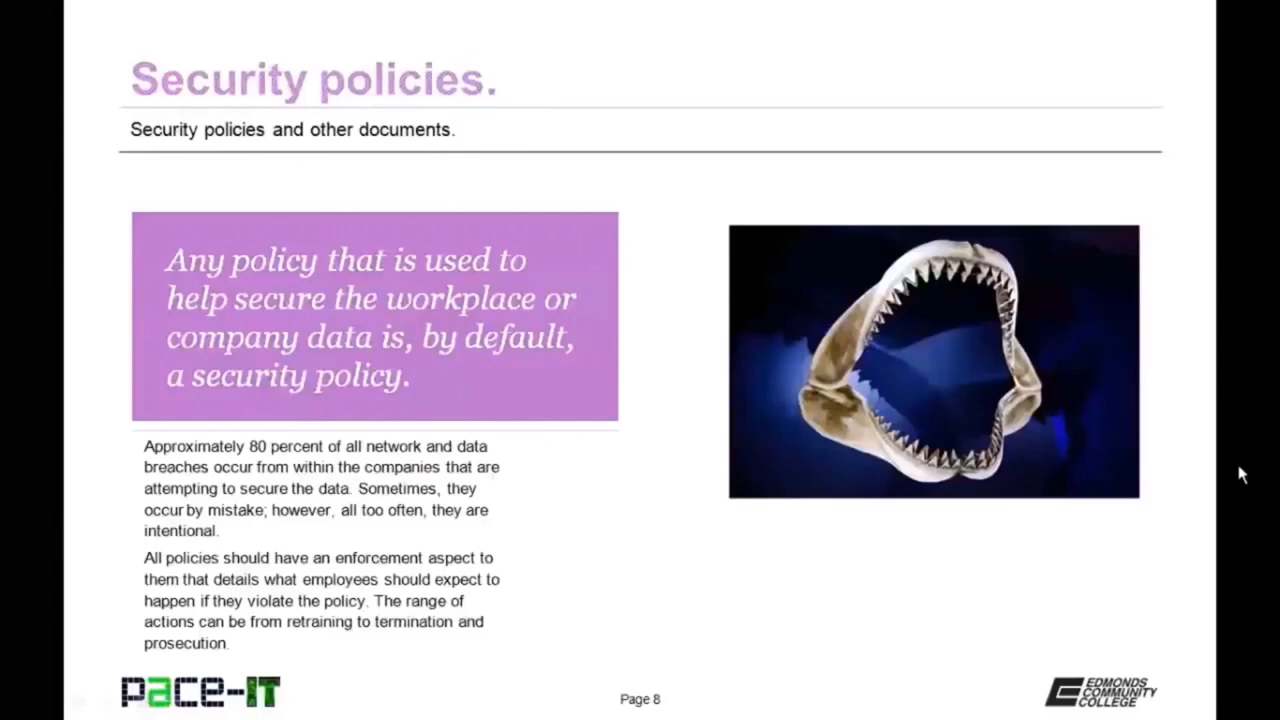 Security policies.
Security policies and other documents.
Any policy that is used to
help secure the workplace or
company data is, by default,
a security policy.
Approximately 80 percent of all network and data
breaches occur from within the companies that are
attempting to secure the data. Sometimes, they
occur by mistake; however, all too often, they are
intentional.
All policies should have an enforcement aspect to
them that details what employees should expect to
happen if they violate the policy. The range of
actions can be from retraining to termination and
prosecution.
pace-IT
Page 8
EDMONDS
COMMUNITY
COLLEGE